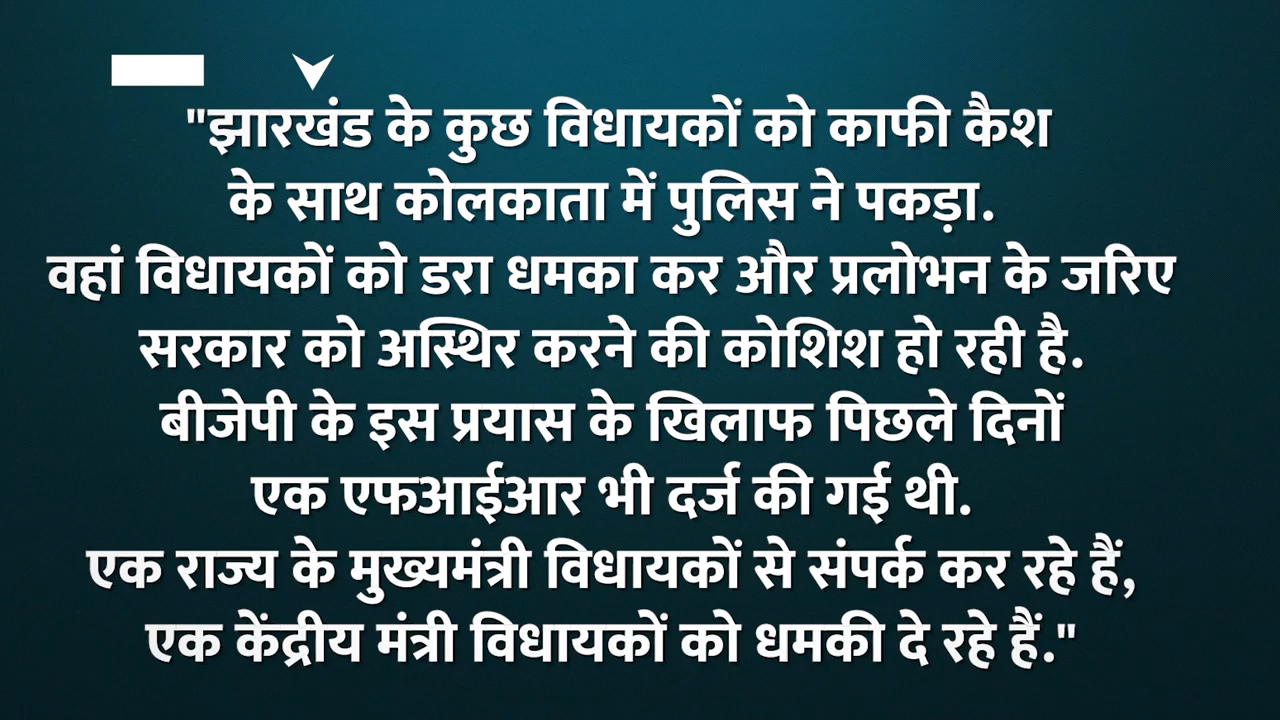 "झारखंड के कुछ विधायकों को काफी कैश
के साथ कोलकाता में पुलिस ने पकड़ा.
वहां विधायकों को डरा धमका कर और प्रलोभन के जरिए
सरकार को अस्थिर करने की कोशिश हो रही है.
बीजेपी के इस प्रयास के खिलाफ पिछले दिनों
एक एफआईआर भी दर्ज की गई थी.
एक राज्य के मुख्यमंत्री विधायकों से संपर्क कर रहे हैं,
एक केंद्रीय मंत्री विधायकों को धमकी दे रहे हैं."